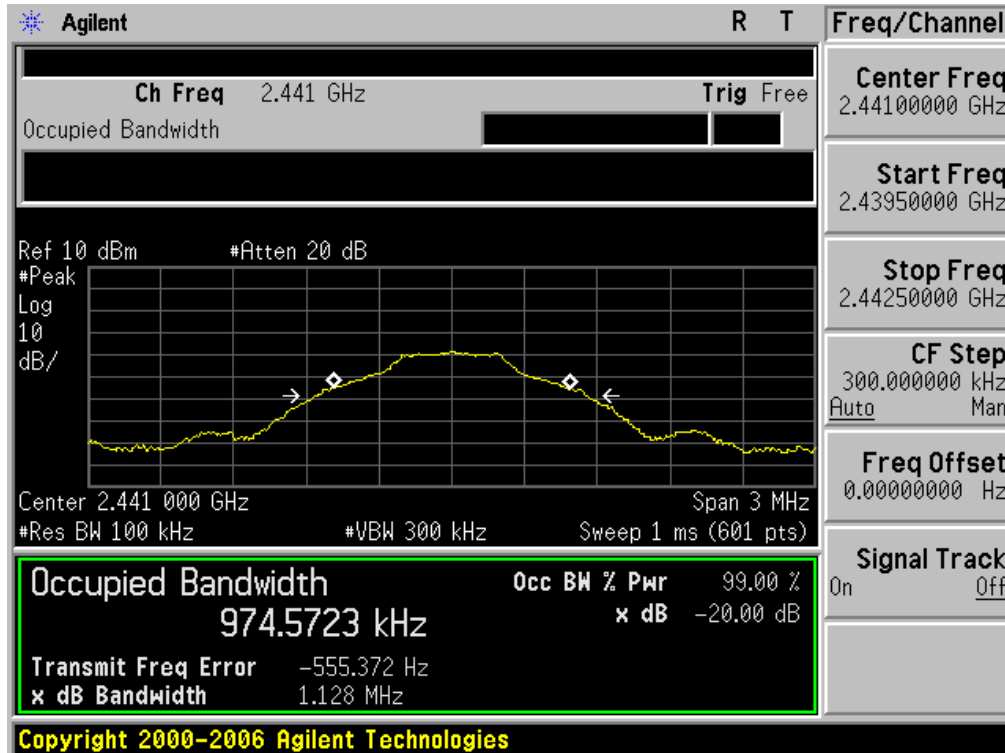 Agilent R T
Freq/Channel
Ch Freq 2.441 GHz Trig Free
Occupied Bandwidth
Center Freq
2.44100000 GHz
Start Freq
2.43950000 GHz
Stop Freq
2.44250000 GHz
CF Step
300.000000 kHz
Auto Man
Freq Offset
0.00000000 Hz
Signal Track
On Off
Ref 10 dBm #Atten 20 dB
#Peak
Log
10
dB/
Center 2.441 000 GHz Span 3 MHz
#Res BW 100 kHz #VBW 300 kHz Sweep 1 ms (601 pts)
Occupied Bandwidth Occ BW % Pwr 99.00 %
974.5723 kHz x dB -20.00 dB
Transmit Freq Error -555.372 Hz
x dB Bandwidth 1.128 MHz
Copyright 2000-2006 Agilent Technologies